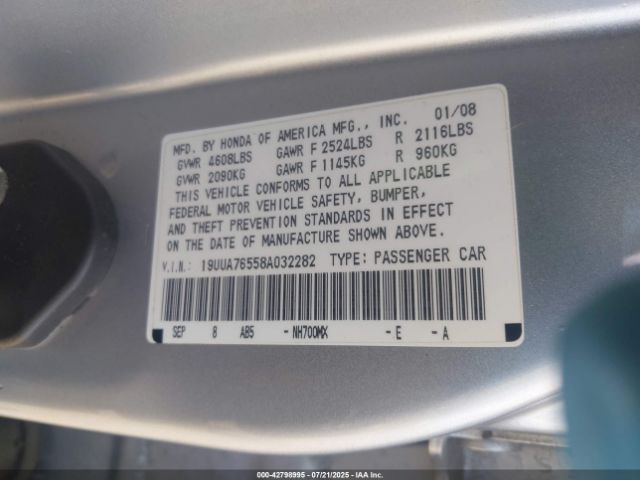 MFD. BY HONDA OF AMERICA MFG., INC. 01/08
GVWR 4608LBS GAWR F 2524LBS R 2116LBS
GVWR 2090KG GAWR F 1145KG R 960KG
THIS VEHICLE CONFORMS TO ALL APPLICABLE
FEDERAL MOTOR VEHICLE SAFETY, BUMPER,
AND THEFT PREVENTION STANDARDS IN EFFECT
ON THE DATE OF MANUFACTURE SHOWN ABOVE.
V.I.N.: 19UUA76558A032282 TYPE: PASSENGER CAR
SEP 8 AB5 -NH700MX -E -A
000-42798995 07/21/2025 IAA Inc.